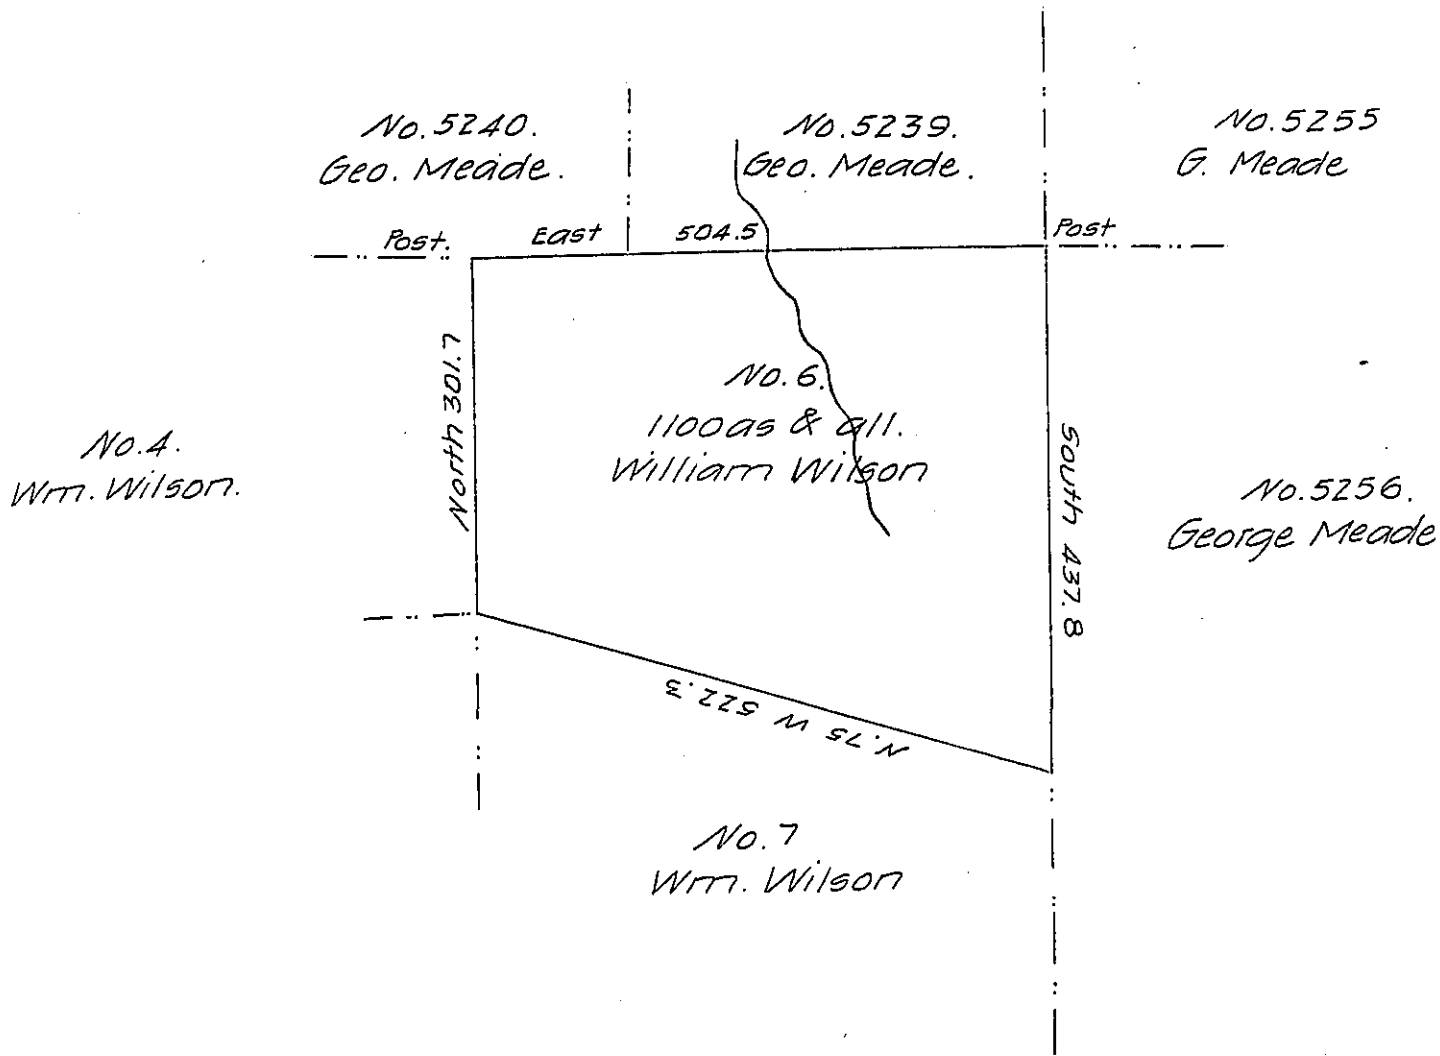 No. 5240.
Geo. Meade.
No. 5239.
Geo. Meade.
No. 5255
G. Meade
Post.
East
504.5
Post
North 301.7
No. 6.
1100as & all.
William Wilson
South 437.8
No. 4.
Wm. Wilson.
No. 5256.
George Meade
N. 75 W 522.3
No. 7
Wm. Wilson